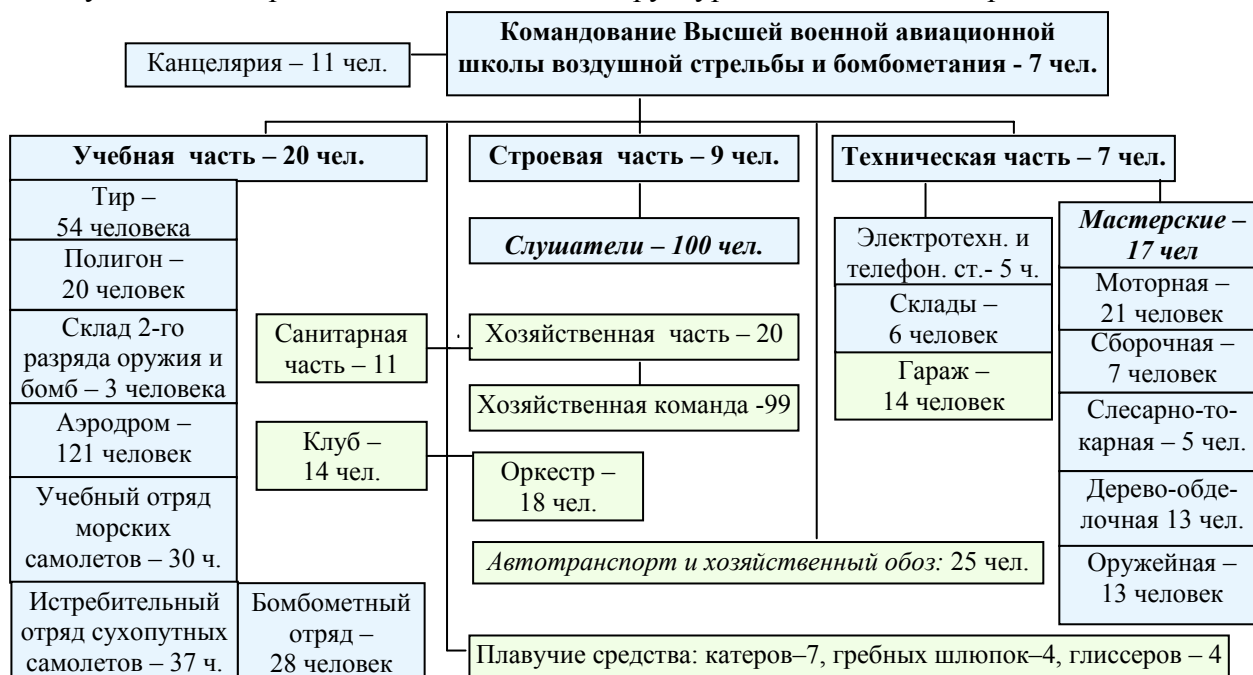 Командование Высшей военной авиационной
школы воздушной стрельбы и бомбометания - 7 чел.
Канцелярия – 11 чел.
Учебная часть – 20 чел.
Тир –
54 человека
Полигон –
20 человек
Склад 2-го
разряда оружия и
бомб – 3 человека
Аэродром –
121 человек
Учебный отряд
морских
самолетов – 30 ч.
Истребительный
отряд сухопутных
самолетов – 37 ч.
Бомбометный
отряд –
28 человек
Строевая часть – 9 чел.
Слушатели – 100 чел.
Санитарная
часть – 11
Хозяйственная часть – 20
Хозяйственная команда -99
Клуб –
14 чел.
Оркестр –
18 чел.
Автотранспорт и хозяйственный обоз: 25 чел.
Плавучие средства: катеров–7, гребных шлюпок–4, глиссеров – 4
Техническая часть – 7 чел.
Электротехн. и
телефон. ст.- 5 ч.
Склады –
6 человек
Гараж –
14 человек
Мастерские –
17 чел
Моторная –
21 человек
Сборочная –
7 человек
Слесарно-то-
карная – 5 чел.
Дерево-обде-
лочная 13 чел.
Оружейная –
13 человек